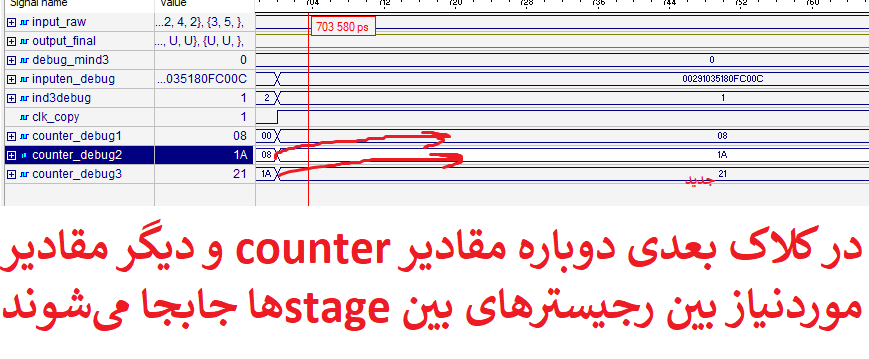 Signal name Value 704 712 720 728 736 744 752 760
input_raw ...2, 4, 2}, {3, 5, }, 703 580 ps
output_final ..., U, U}, {U, U, },
debug_mind3 0 0
inputen_debug ...035180FC00C 00291035180FC00C
ind3debug 1 2 1
clk_copy 1
counter_debug1 08 00 08
counter_debug2 1A 08 1A
counter_debug3 21 1A 21
جدید
در کلاک بعدی دوباره مقادیر counter و دیگر مقادیر
موردنیاز بین رجیسترهای بین stageها جابجا می‌شوند